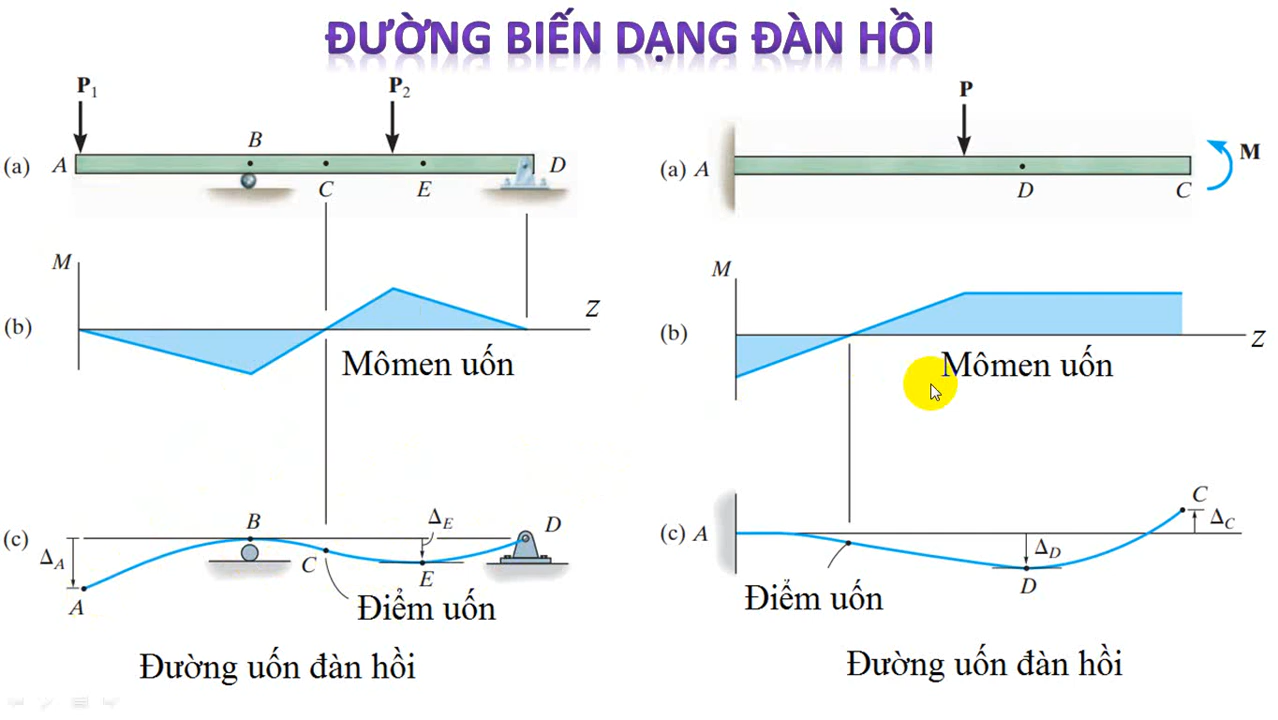 ĐƯỜNG BIẾN DẠNG ĐÀN HỒI
P1
P2
B
(a)
A
D
C
E
M
(b)
Z
Mômen uốn
(c)
B
ΔE
D
ΔA
C
E
A
Điểm uốn
Đường uốn đàn hồi
P
(a) A
M
D
C
M
(b)
Z
Mômen uốn
C
(c) A
ΔC
ΔD
D
Điểm uốn
Đường uốn đàn hồi